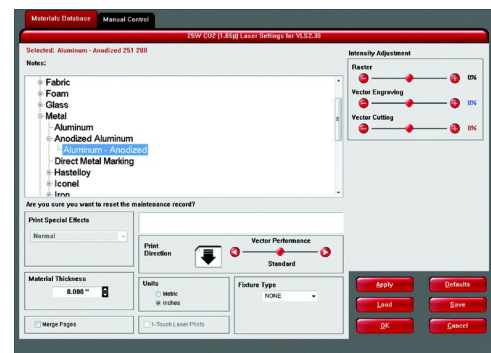 Materials Database Manual Control
25W CO2 [1.05p] Laser Settings for VLS2.30
Selected: Aluminum - Anodized 251 200
Notes:
Fabric
Foam
Glass
Metal
Aluminum
Anodized Aluminum
Aluminum - Anodized
Direct Metal Marking
Hastelloy
Iconel
Iron
Intensity Adjustment
Raster
0%
Vector Engraving
0%
Vector Cutting
0%
Are you sure you want to reset the maintenance record?
Print Special Effects
Normal
Print Direction
Vector Performance
Standard
Material Thickness
0.000 "
Units
Metric
inches
Fixture Type
NONE
Merge Pages
1-Touch Laser Photo
Apply Defaults
Load Save
OK Cancel